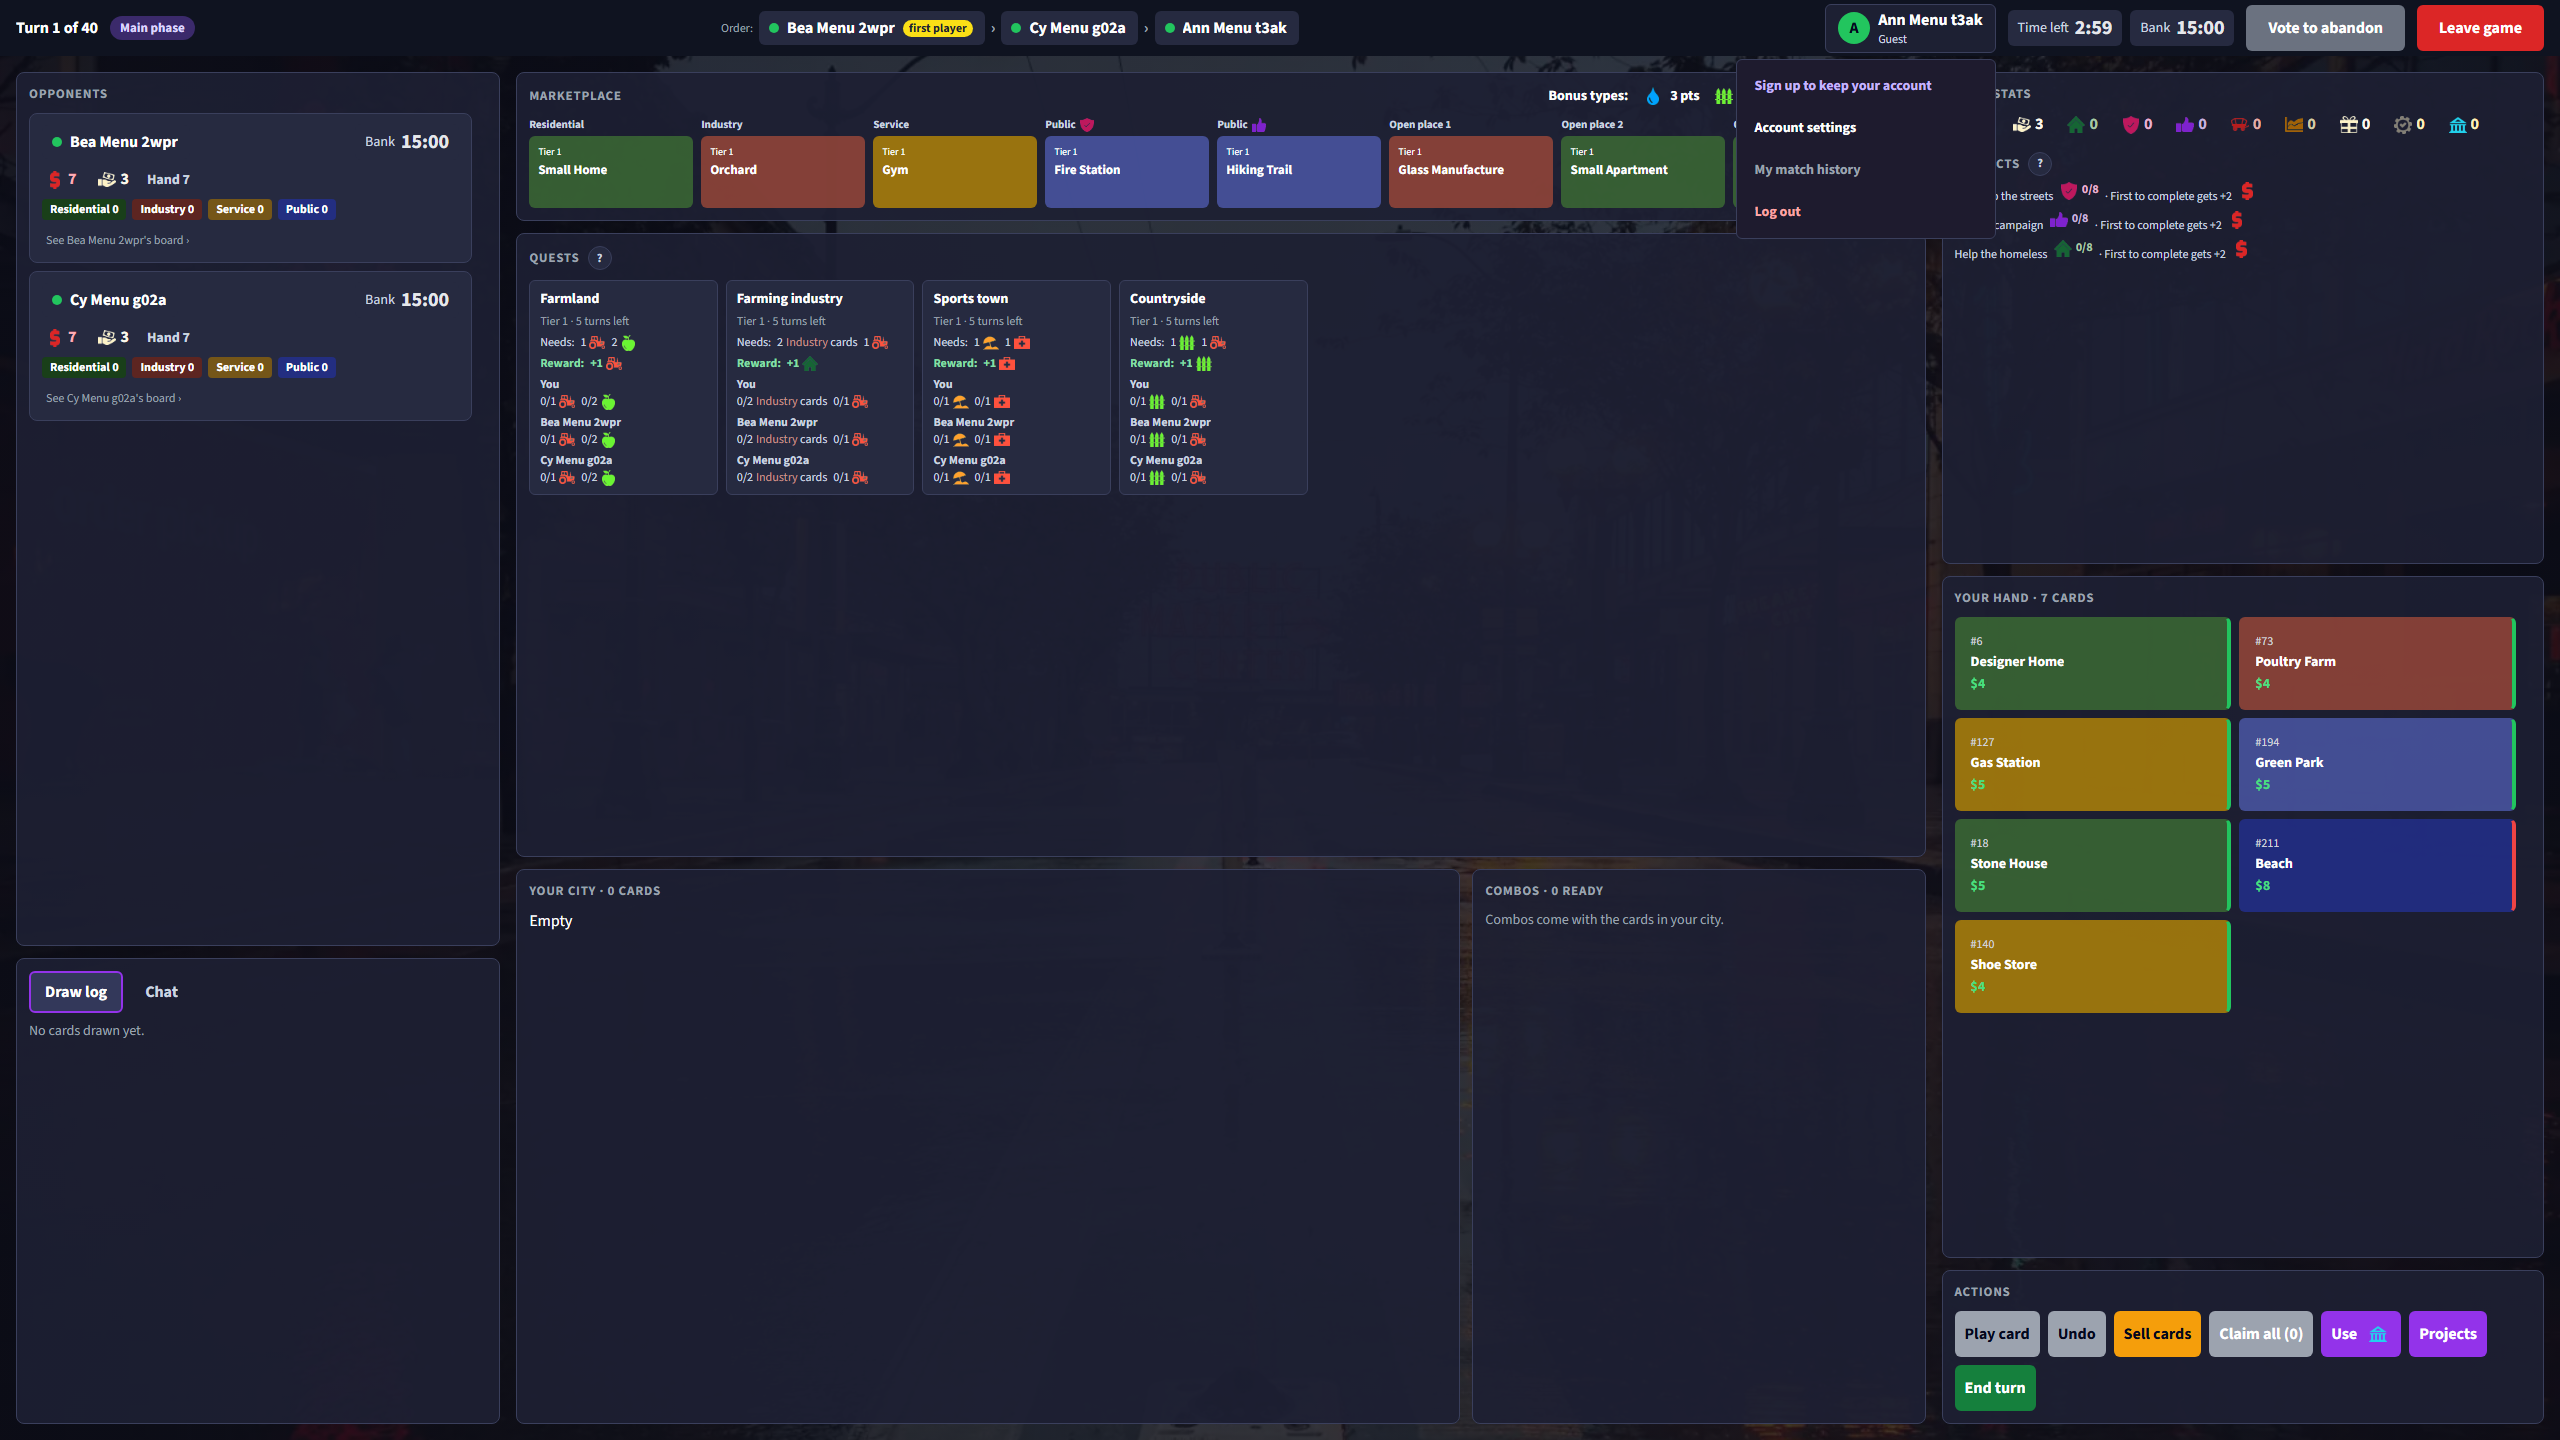 Turn 1 of 40 Main phase
Order: Bea Menu 2wpr first player › Cy Menu g02a › Ann Menu t3ak
A Ann Menu t3ak
Guest
Time left 2:59 Bank 15:00 Vote to abandon Leave game
Sign up to keep your account
Account settings
My match history
Log out
OPPONENTS
Bea Menu 2wpr Bank 15:00
7 3 Hand 7
Residential 0 Industry 0 Service 0 Public 0
See Bea Menu 2wpr's board ›
Cy Menu g02a Bank 15:00
7 3 Hand 7
Residential 0 Industry 0 Service 0 Public 0
See Cy Menu g02a's board ›
Draw log Chat
No cards drawn yet.
MARKETPLACE Bonus types: 3 pts
Residential Industry Service Public Public Open place 1 Open place 2
Tier 1 Tier 1 Tier 1 Tier 1 Tier 1 Tier 1 Tier 1
Small Home Orchard Gym Fire Station Hiking Trail Glass Manufacture Small Apartment
QUESTS ?
Farmland
Tier 1 · 5 turns left
Needs: 1 2
Reward: +1
You
0/1 0/2
Bea Menu 2wpr
0/1 0/2
Cy Menu g02a
0/1 0/2
Farming industry
Tier 1 · 5 turns left
Needs: 2 Industry cards 1
Reward: +1
You
0/2 Industry cards 0/1
Bea Menu 2wpr
0/2 Industry cards 0/1
Cy Menu g02a
0/2 Industry cards 0/1
Sports town
Tier 1 · 5 turns left
Needs: 1 1
Reward: +1
You
0/1 0/1
Bea Menu 2wpr
0/1 0/1
Cy Menu g02a
0/1 0/1
Countryside
Tier 1 · 5 turns left
Needs: 1 1
Reward: +1
You
0/1 0/1
Bea Menu 2wpr
0/1 0/1
Cy Menu g02a
0/1 0/1
YOUR CITY · 0 CARDS
Empty
COMBOS · 0 READY
Combos come with the cards in your city.
STATS
3 0 0 0 0 0 0 0 0
CTS ?
the streets 0/8 · First to complete gets +2
campaign 0/8 · First to complete gets +2
Help the homeless 0/8 · First to complete gets +2
YOUR HAND · 7 CARDS
#6
Designer Home
$4
#73
Poultry Farm
$4
#127
Gas Station
$5
#194
Green Park
$5
#18
Stone House
$5
#211
Beach
$8
#140
Shoe Store
$4
ACTIONS
Play card Undo Sell cards Claim all (0) Use Projects
End turn